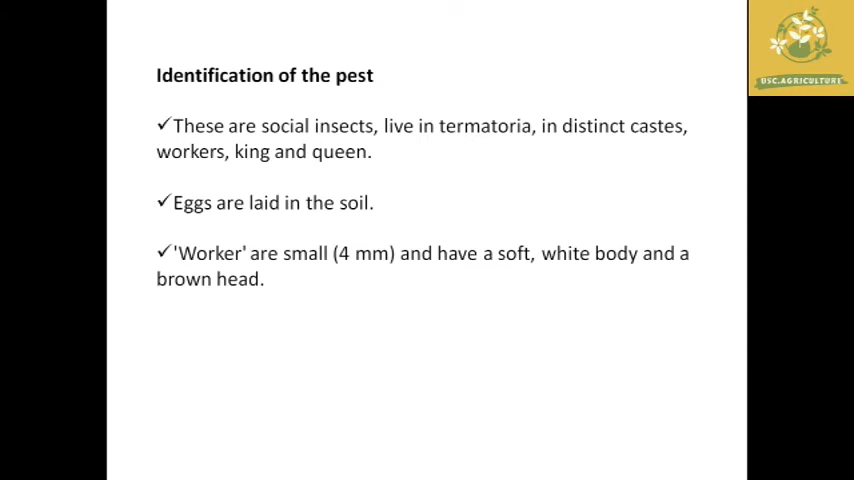 Identification of the pest
✓These are social insects, live in termatoria, in distinct castes,
workers, king and queen.
✓Eggs are laid in the soil.
✓'Worker' are small (4 mm) and have a soft, white body and a
brown head.
USC.AGRICULTURE